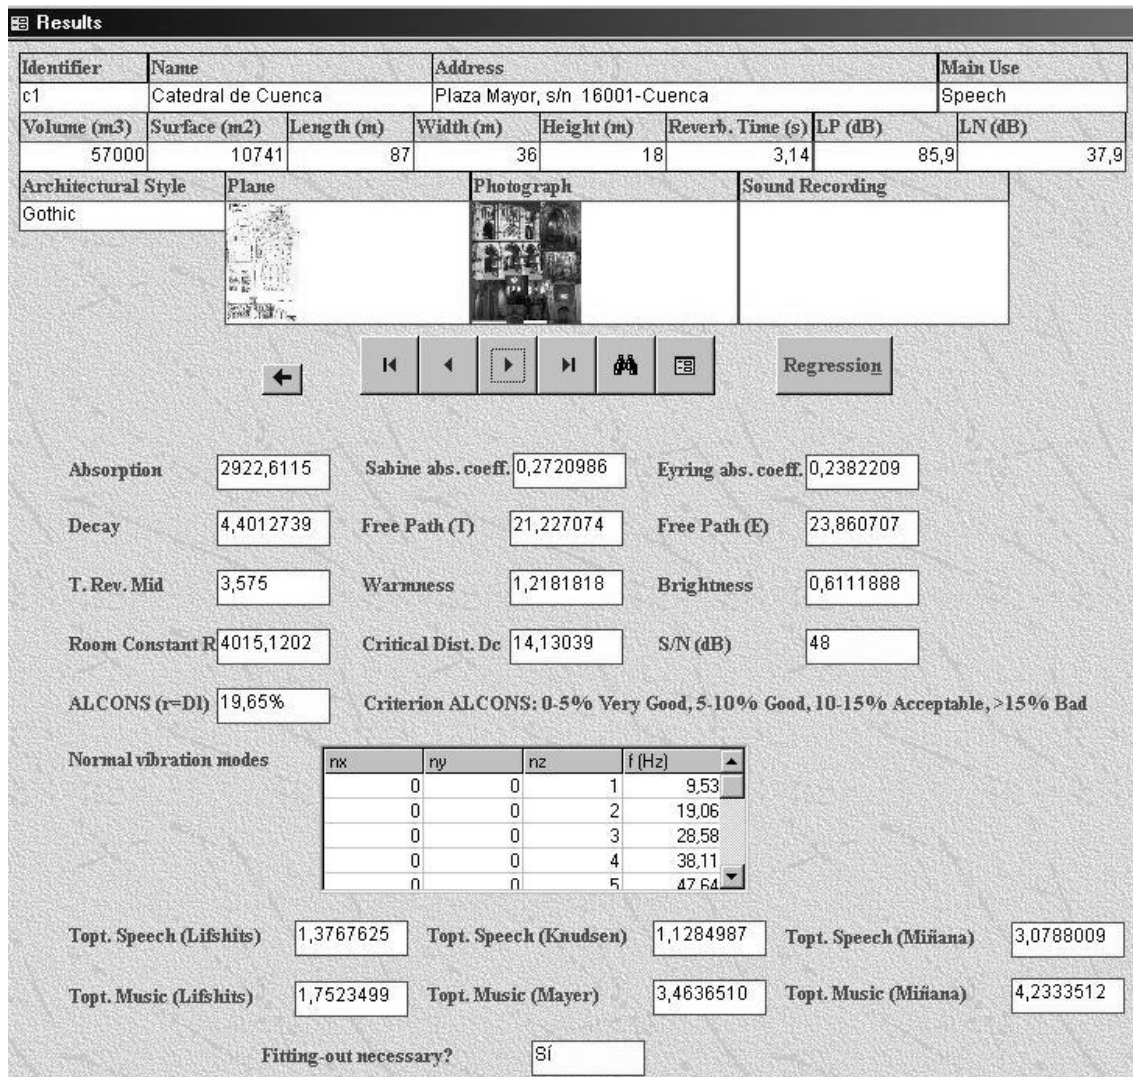 Results
Identifier Name Address Main Use
c1 Catedral de Cuenca Plaza Mayor, s/n 16001-Cuenca Speech
Volume (m3) Surface (m2) Length (m) Width (m) Height (m) Reverb. Time (s) LP (dB) LN (dB)
57000 10741 87 36 18 3,14 85,9 37,9
Architectural Style Plane Photograph Sound Recording
Gothic
Regression
Absorption 2922,6115 Sabine abs. coeff. 0,2720986 Eyring abs. coeff. 0,2382209
Decay 4,4012739 Free Path (T) 21,227074 Free Path (E) 23,860707
T. Rev. Mid 3,575 Warmness 1,2181818 Brightness 0,6111888
Room Constant R 4015,1202 Critical Dist. Dc 14,13039 S/N (dB) 48
ALCONS (r=Dl) 19,65% Criterion ALCONS: 0-5% Very Good, 5-10% Good, 10-15% Acceptable, >15% Bad
Normal vibration modes
nx ny nz f (Hz)
0 0 1 9,53
0 0 2 19,06
0 0 3 28,58
0 0 4 38,11
0 0 5 47,64
Topt. Speech (Lifshits) 1,3767625 Topt. Speech (Knudsen) 1,1284987 Topt. Speech (Miñana) 3,0788009
Topt. Music (Lifshits) 1,7523499 Topt. Music (Mayer) 3,4636510 Topt. Music (Miñana) 4,2333512
Fitting-out necessary? Sí